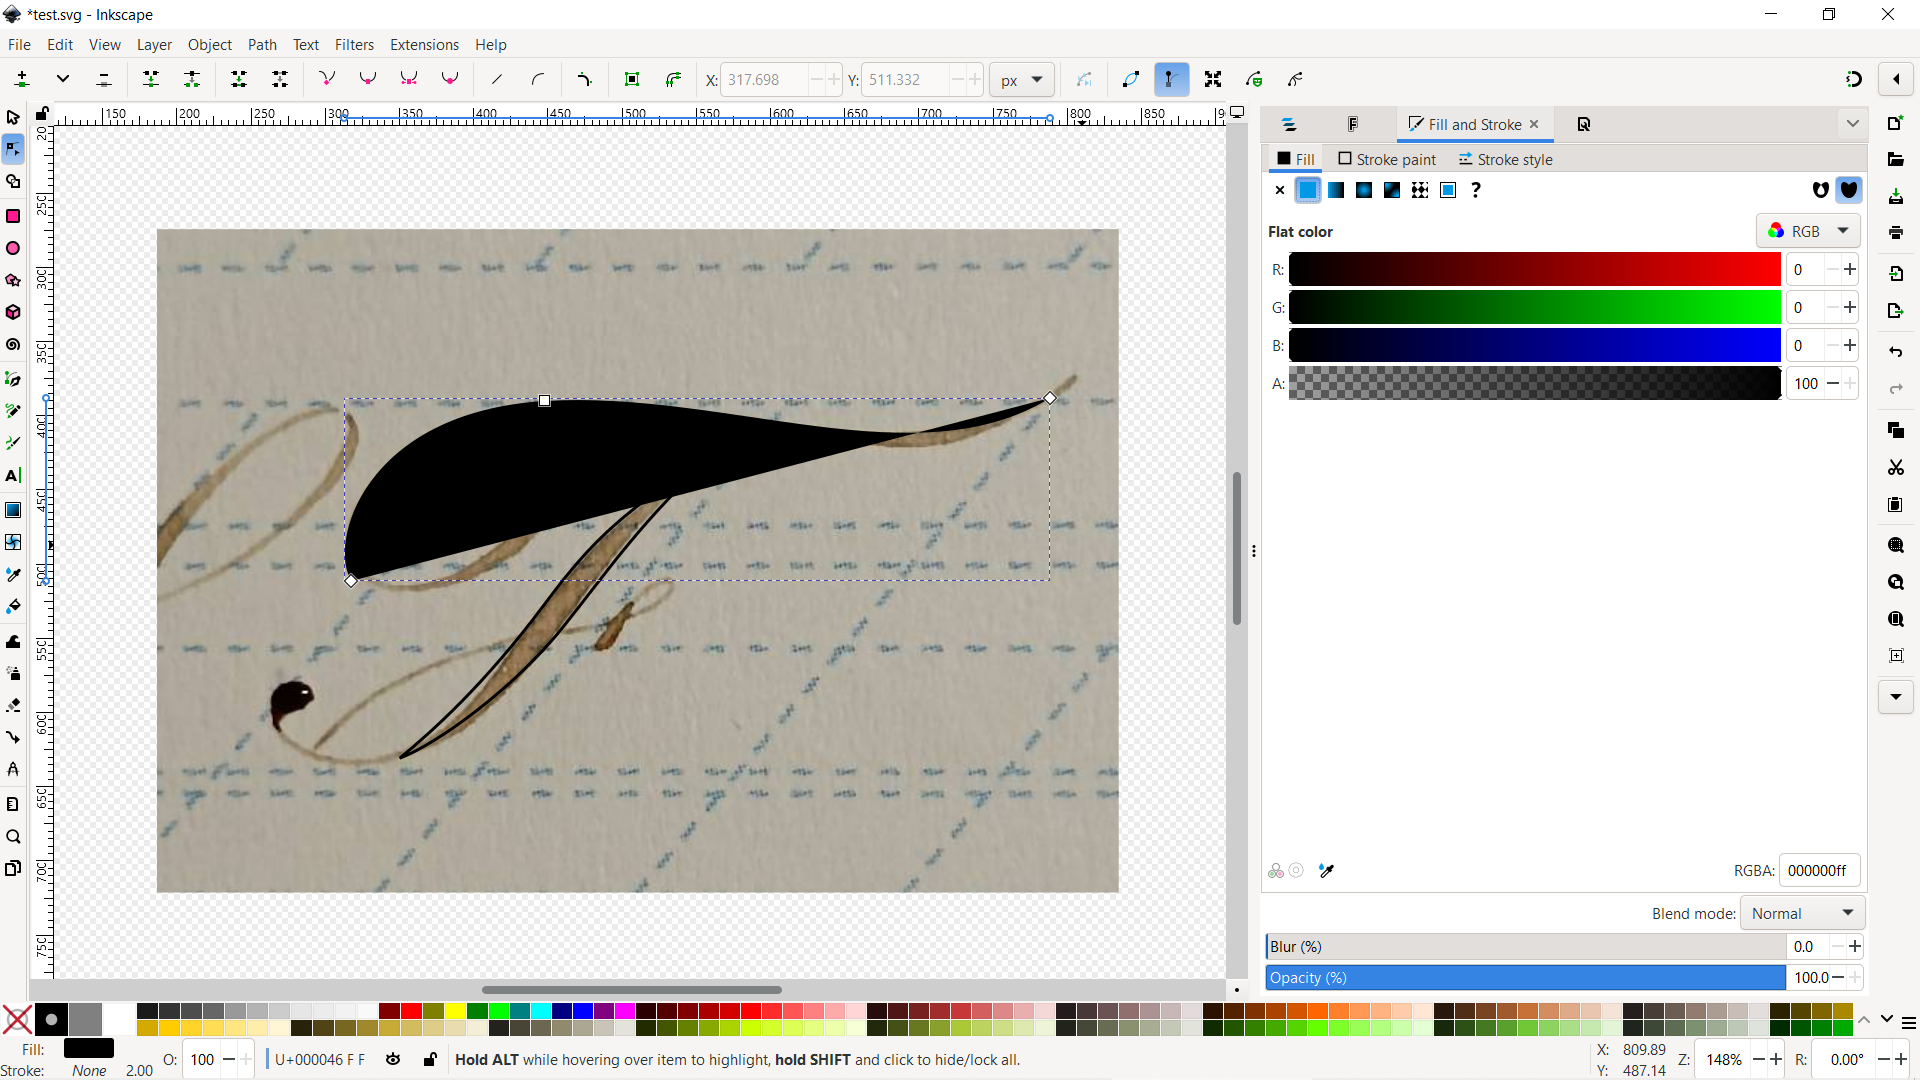 *test.svg - Inkscape
File Edit View Layer Object Path Text Filters Extensions Help
X: 317.698 Y: 511.332 px
150 200 250 300 350 400 450 500 550 600 650 700 750 800 850
Fill and Stroke
Fill Stroke paint Stroke style
?
Flat color RGB
R: 0
G: 0
B: 0
A: 100
RGBA: 000000ff
Blend mode: Normal
Blur (%) 0.0
Opacity (%) 100.0
Fill: O: 100 U+000046 F F Hold ALT while hovering over item to highlight, hold SHIFT and click to hide/lock all. X: 809.89 Z: 148% R: 0.00°
Stroke: None 2.00 Y: 487.14